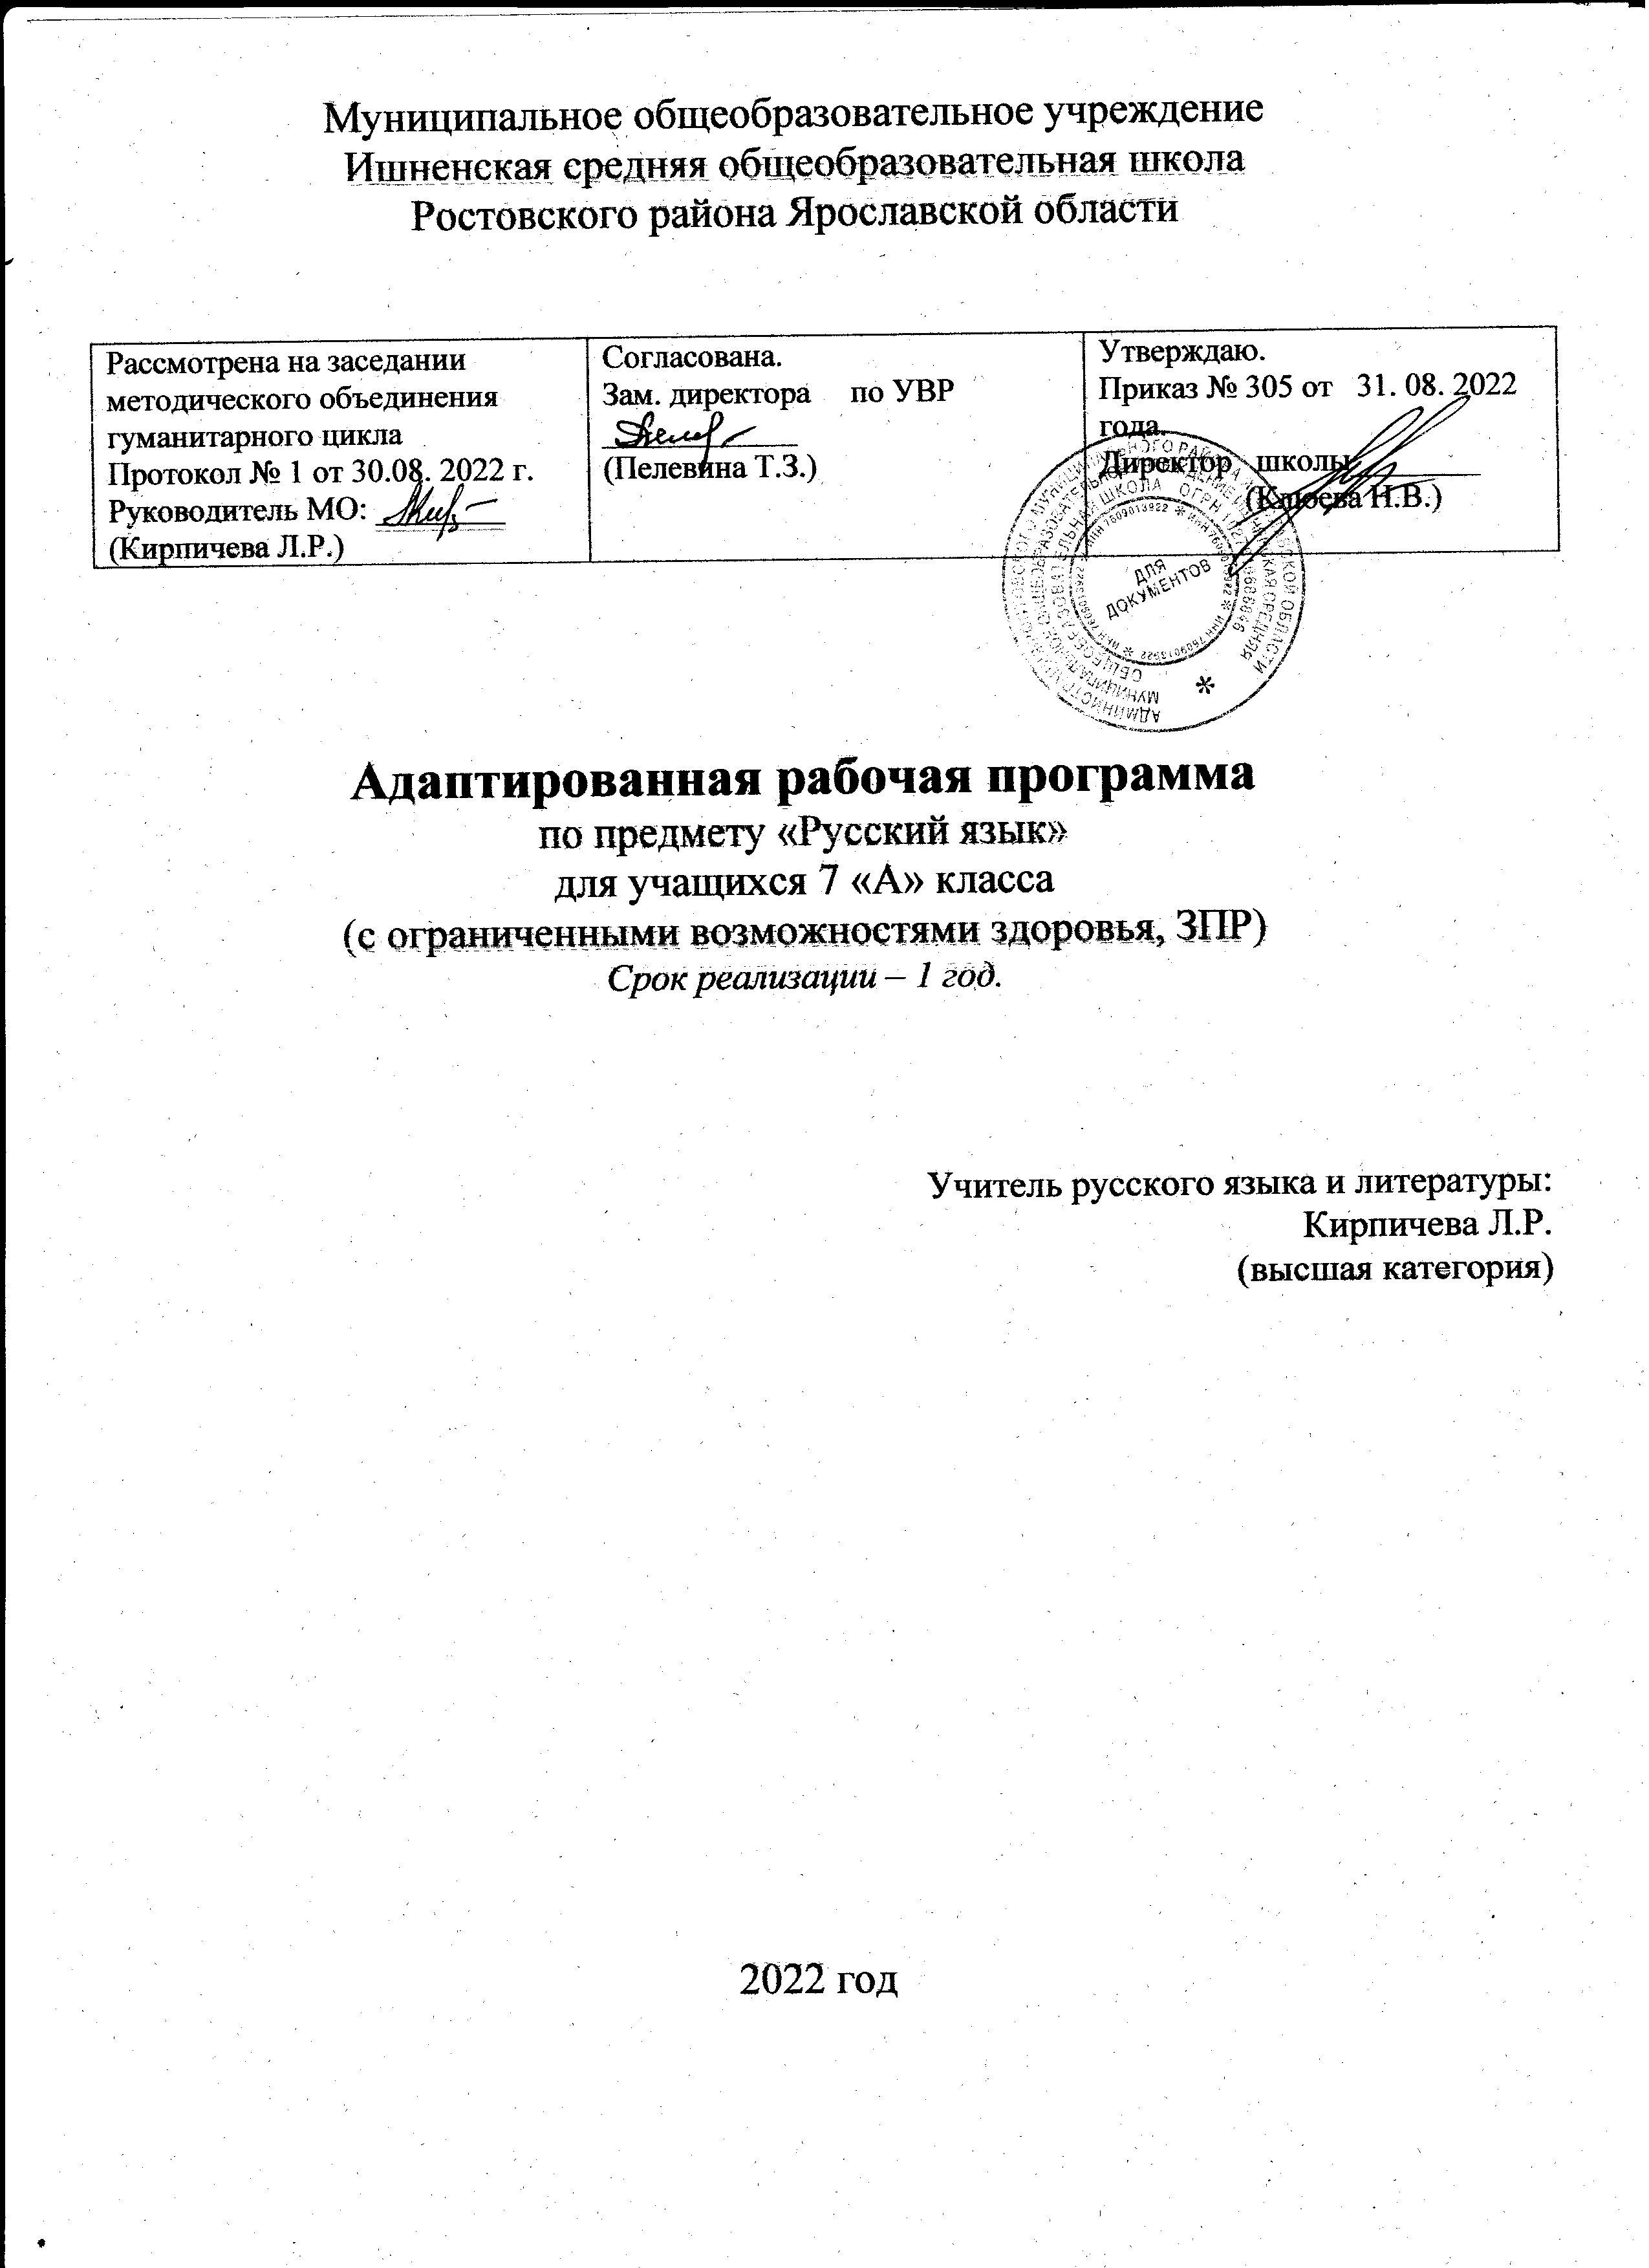 Муниципальное общеобразовательное учреждение
Ишненская средняя общеобразовательная школа
Ростовского района Ярославской области
Рассмотрена на заседании
методического объединения
гуманитарного цикла
Протокол № 1 от 30.08. 2022 г.
Руководитель МО:
(Кирпичева Л.Р.)
Согласована.
Зам. директора по УВР
(Пелевина Т.З.)
Утверждаю.
Приказ № 305 от 31. 08. 2022
года.
Директор школы
(Клюева Н.В.)
ДЛЯ
ДОКУМЕНТОВ
ИНН 7609013922
Адаптированная рабочая программа
по предмету «Русский язык»
для учащихся 7 «А» класса
(с ограниченными возможностями здоровья, ЗПР)
Срок реализации – 1 год.
Учитель русского языка и литературы:
Кирпичева Л.Р.
(высшая категория)
2022 год